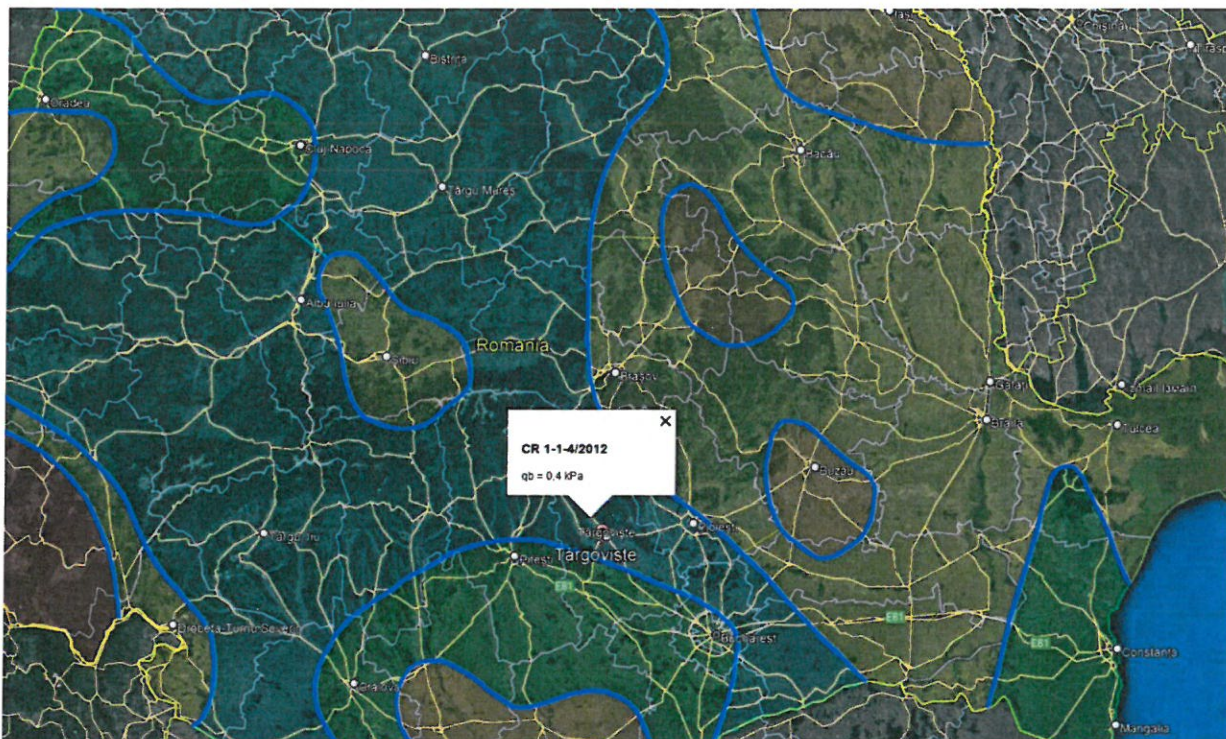 Iași
Chișinău
Tirasp
Bistrița
Oradea
Cluj-Napoca
Bacău
Târgu Mureș
Alba Iulia
Sibiu
România
Brașov
Galați
Brăila
Tulcea
CR 1-1-4/2012
qb = 0,4 kPa
Buzău
Târgu Jiu
Târgoviște
Ploiești
Pitești
Târgoviște
E81
E81
E81
Drobeta-Turnu Severin
București
Constanța
Craiova
Mangalia